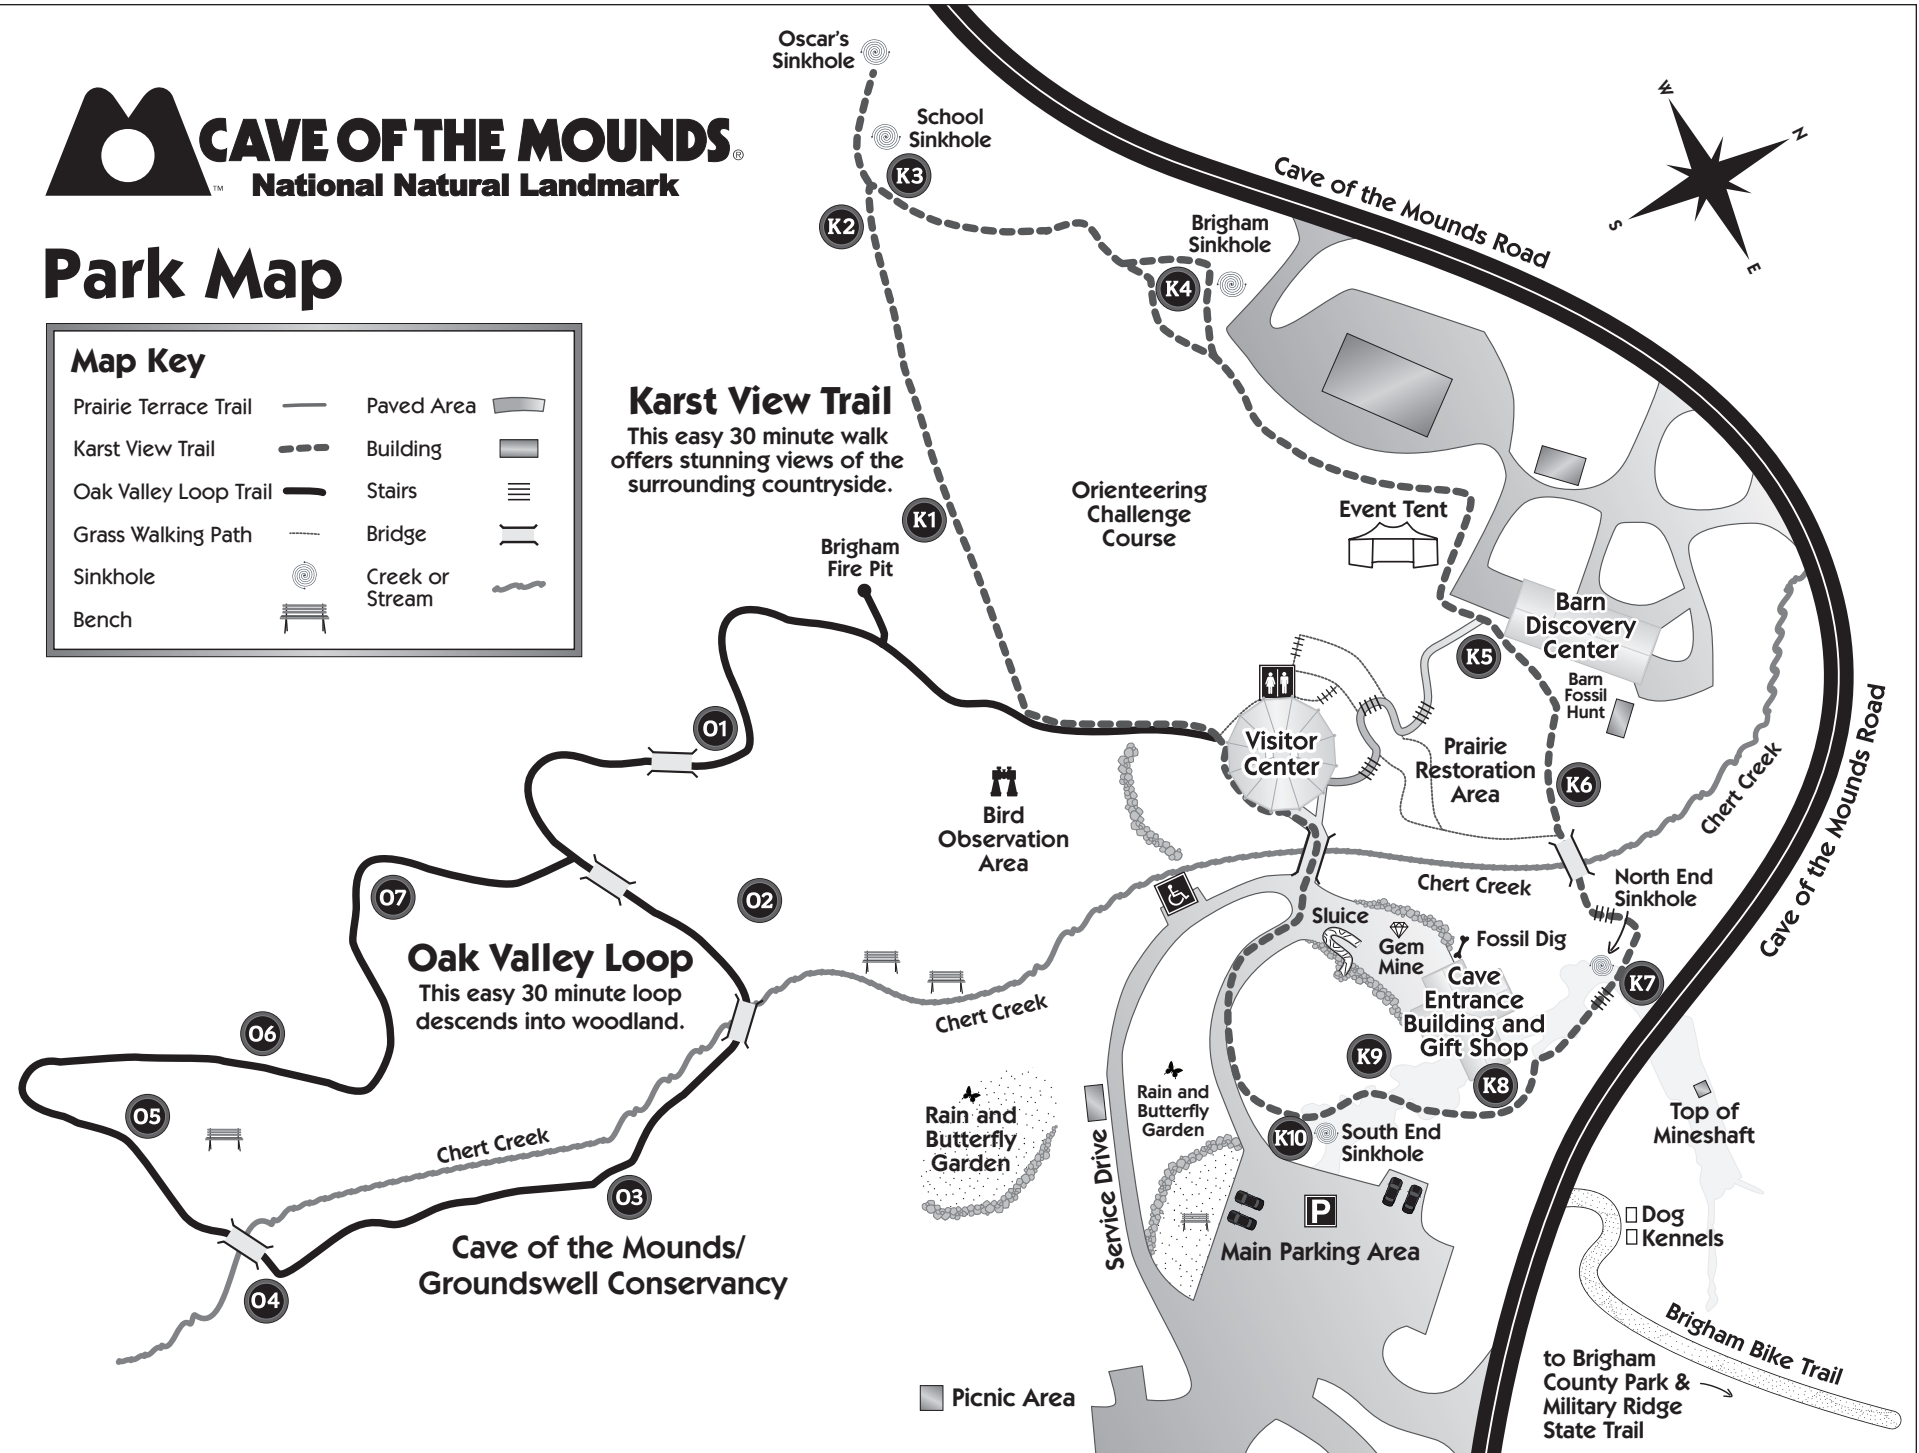 CAVE OF THE MOUNDS®
™
National Natural Landmark
Park Map
Map Key
Prairie Terrace Trail
Karst View Trail
Oak Valley Loop Trail
Grass Walking Path
Sinkhole
Bench
Paved Area
Building
Stairs
Bridge
Creek or
Stream
Oscar's
Sinkhole
School
Sinkhole
K3
K2
Brigham
Sinkhole
K4
Cave of the Mounds Road
W
N
S
E
Karst View Trail
This easy 30 minute walk
offers stunning views of the
surrounding countryside.
K1
Brigham
Fire Pit
Orienteering
Challenge
Course
Event Tent
Barn
Discovery
Center
K5
Barn
Fossil
Hunt
Visitor
Center
Prairie
Restoration
Area
K6
Chert Creek
Cave of the Mounds Road
O1
Bird
Observation
Area
O2
O7
Oak Valley Loop
This easy 30 minute loop
descends into woodland.
Chert Creek
Chert Creek
North End
Sinkhole
Sluice
Gem
Mine
Fossil Dig
Cave
Entrance
Building and
Gift Shop
K7
K8
K9
K10
South End
Sinkhole
Top of
Mineshaft
O6
O5
Chert Creek
O3
O4
Cave of the Mounds/
Groundswell Conservancy
Rain and
Butterfly
Garden
Service Drive
Rain and
Butterfly
Garden
P
Main Parking Area
Dog
Kennels
Brigham Bike Trail
to Brigham
County Park &
Military Ridge
State Trail
Picnic Area